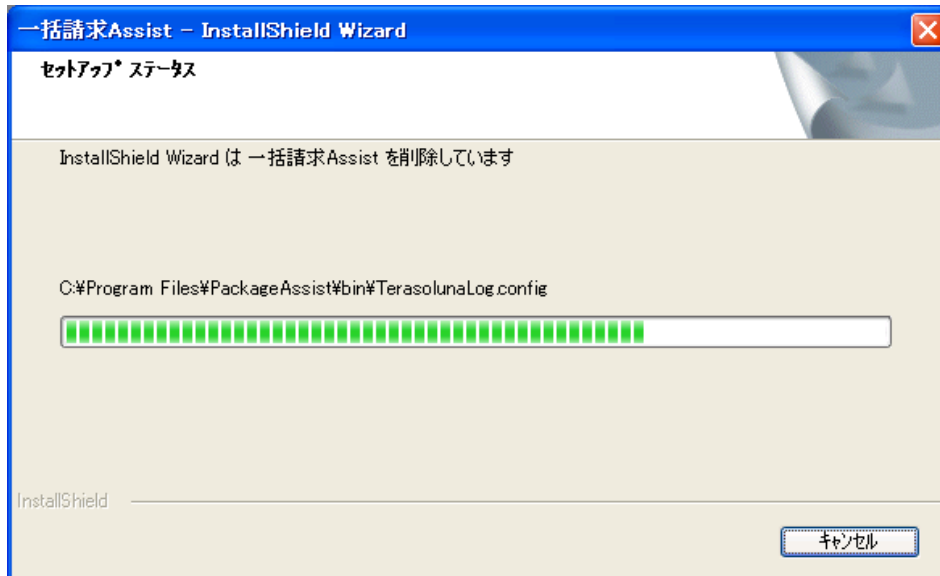 一括請求Assist - InstallShield Wizard
ｾｯﾄｱｯﾌﾟ ｽﾃｰﾀｽ
InstallShield Wizard は 一括請求Assist を削除しています
C:¥Program Files¥PackageAssist¥bin¥TerasolunaLog.config
InstallShield
キャンセル